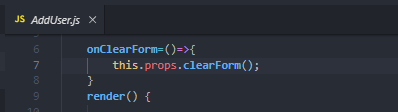 JS AddUser.js ×
6 onClearForm=()=>{
7 this.props.clearForm();
8 }
9 render() {